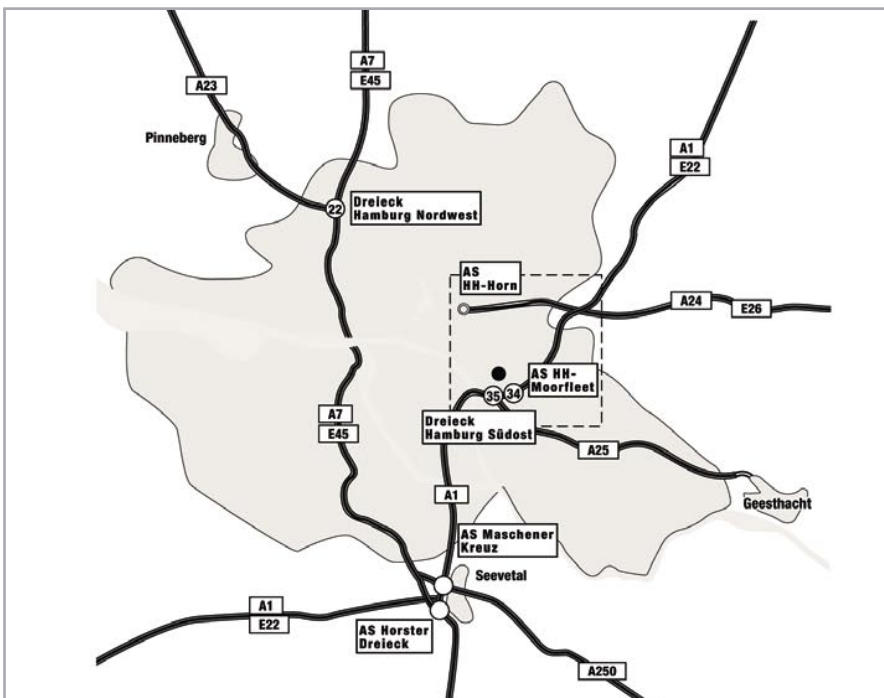 A7
E45
A23
Pinneberg
A1
E22
22
Dreieck
Hamburg Nordwest
AS
HH-Horn
A24
E26
AS HH-
Moorfleet
35
34
A7
E45
Dreieck
Hamburg Südost
A25
A1
Geesthacht
AS Maschener
Kreuz
Seevetal
A1
E22
AS Horster
Dreieck
A250